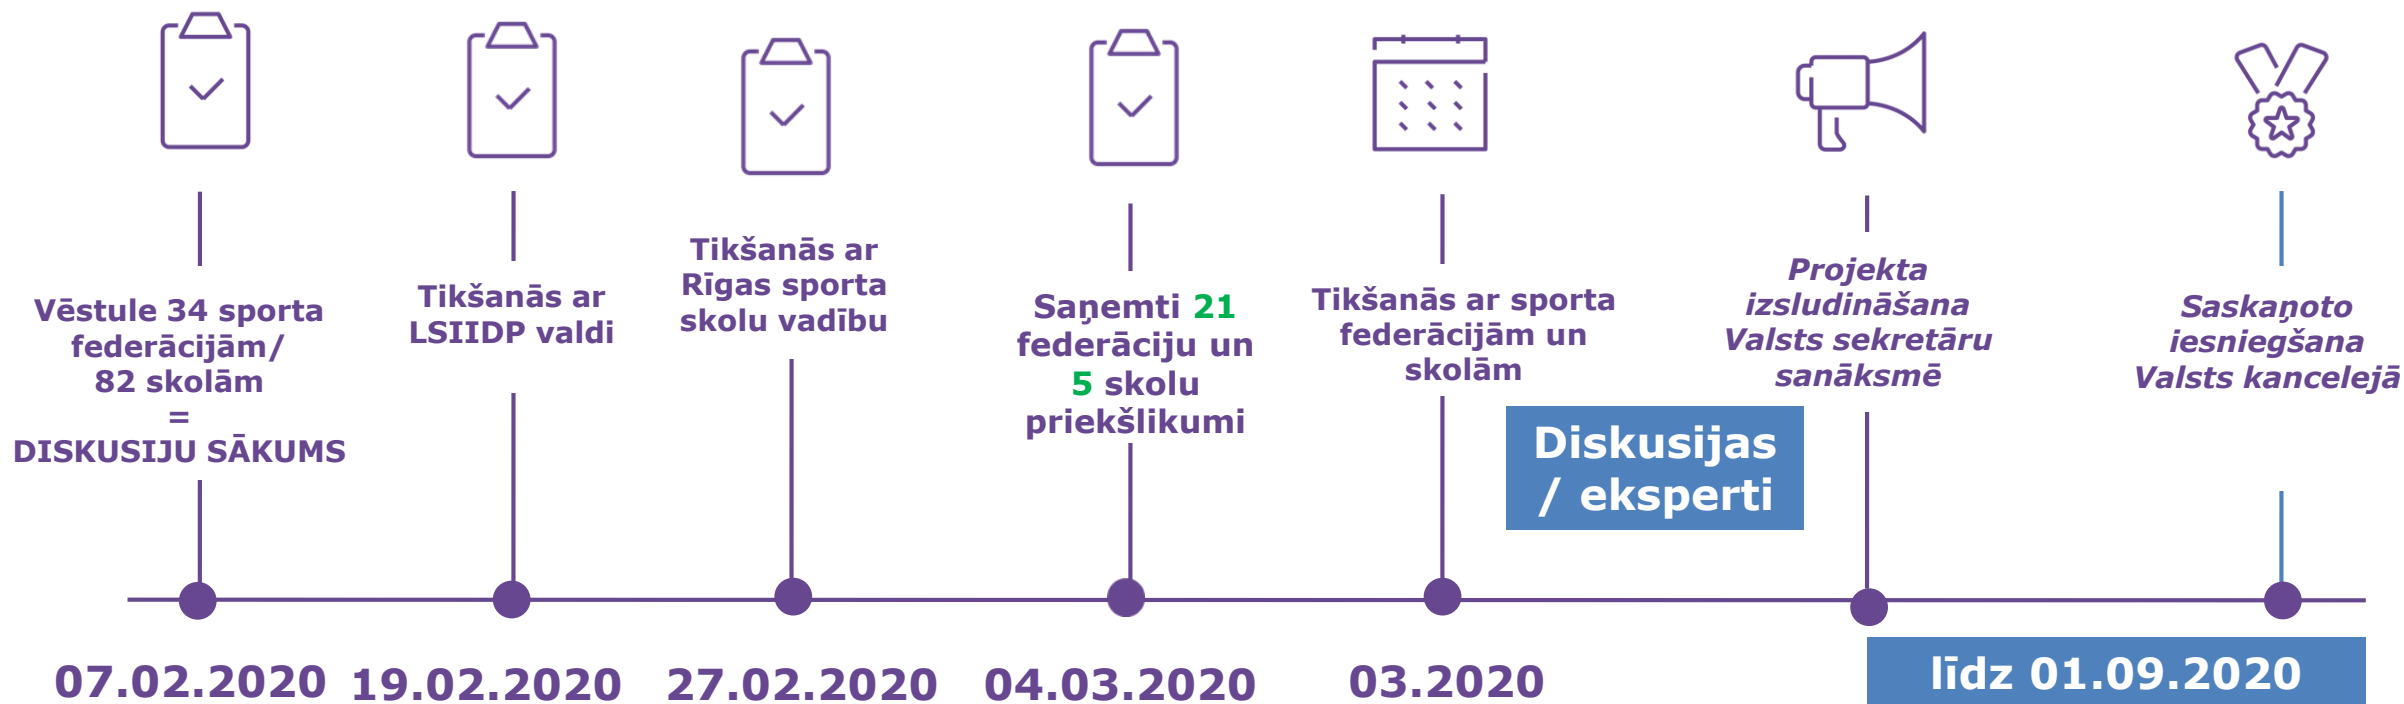 Vēstule 34 sporta
federācijām/
82 skolām
=
DISKUSIJU SĀKUMS
Tikšanās ar
LSIIDP valdi
Tikšanās ar
Rīgas sporta
skolu vadību
Saņemti 21
federāciju un
5 skolu
priekšlikumi
Tikšanās ar sporta
federācijām un
skolām
Diskusijas
/ eksperti
Projekta
izsludināšana
Valsts sekretāru
sanāksmē
Saskaņoto
iesniegšana
Valsts kancelejā
07.02.2020
19.02.2020
27.02.2020
04.03.2020
03.2020
līdz 01.09.2020